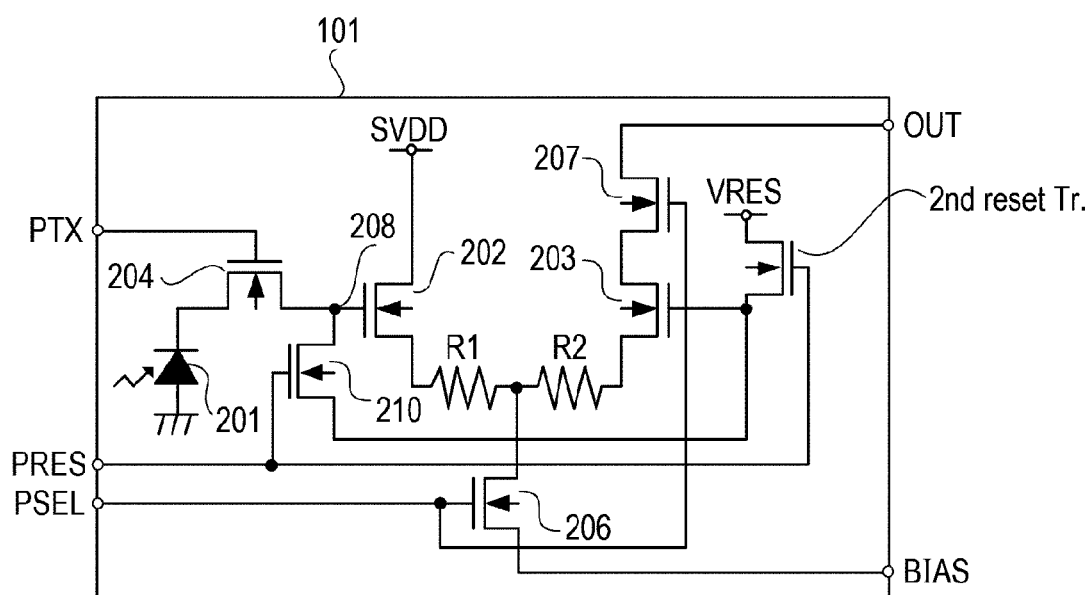 101
SVDD
OUT
207
VRES
2nd reset Tr.
PTX
208
204
202
203
R1
R2
201
210
PRES
PSEL
206
BIAS